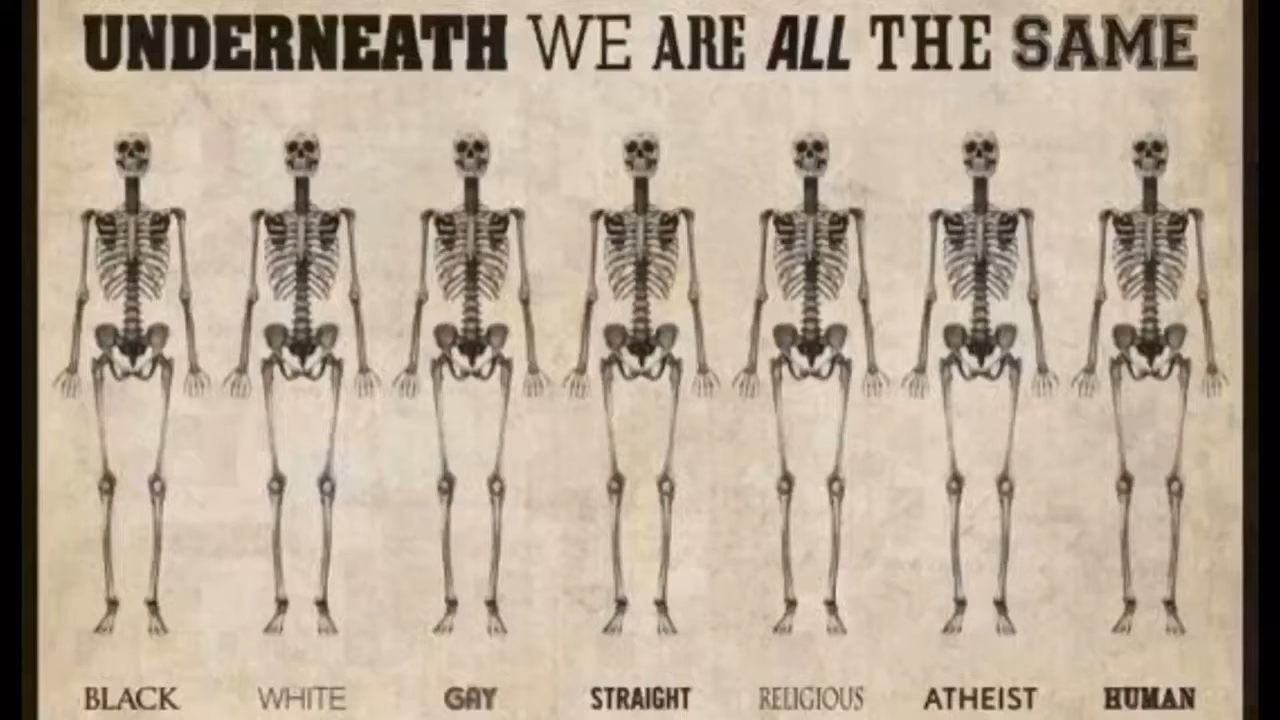 UNDERNEATH WE ARE ALL THE SAME
BLACK WHITE GAY STRAIGHT RELIGIOUS ATHEIST HUMAN